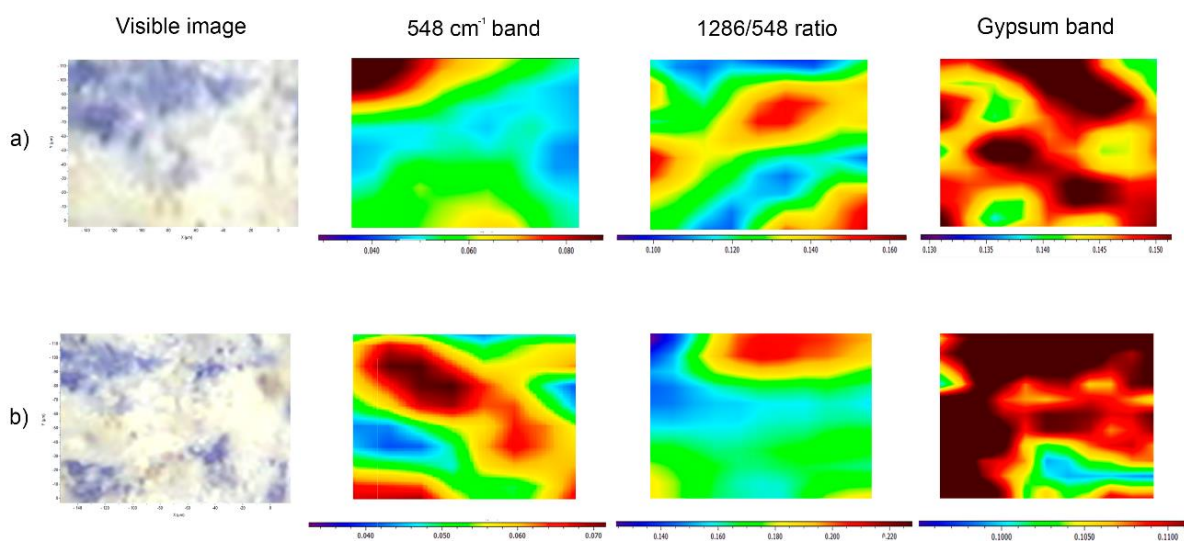 Visible image 548 cm⁻¹ band 1286/548 ratio Gypsum band
a)
0.040 0.060 0.080 0.100 0.120 0.140 0.160 0.130 0.135 0.140 0.145 0.150
b)
0.040 0.050 0.060 0.070 0.140 0.160 0.180 0.200 0.220 0.1000 0.1050 0.1100